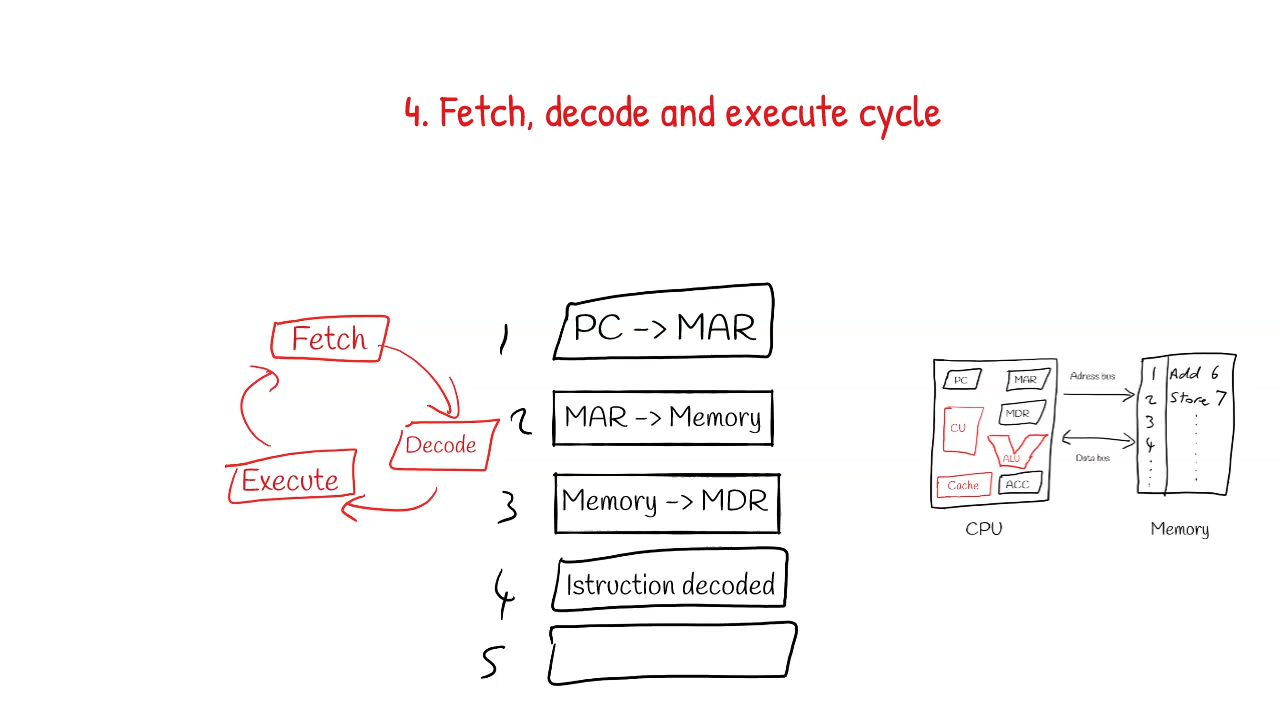 4. Fetch, decode and execute cycle
Fetch
Decode
Execute
1
PC -> MAR
2
MAR -> Memory
3
Memory -> MDR
4
Istruction decoded
5
PC
MAR
CU
MDR
ALU
Cache
ACC
CPU
Adress bus
Data bus
1 Add 6
2 Store 7
3
4
Memory